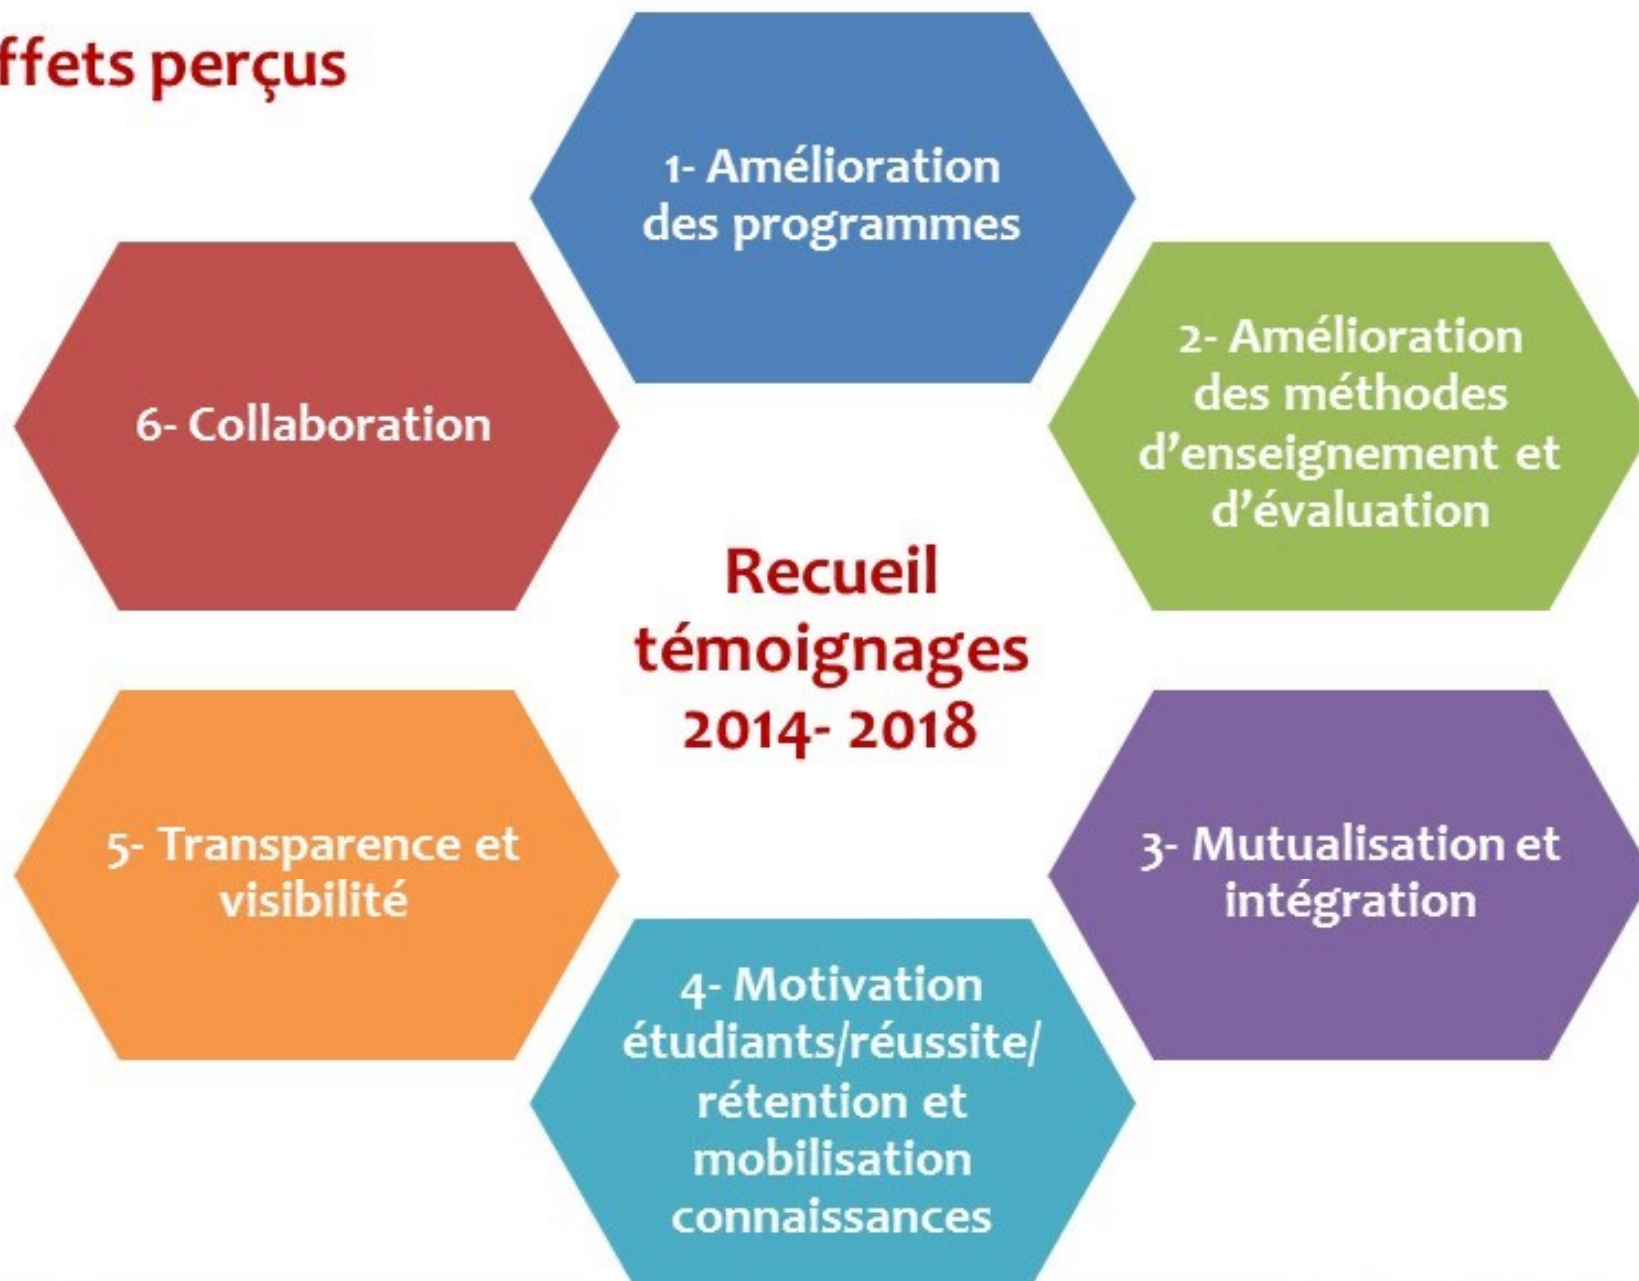 ffets perçus
1- Amélioration
des programmes
2- Amélioration
des méthodes
d’enseignement et
d’évaluation
3- Mutualisation et
intégration
4- Motivation
étudiants/réussite/
rétention et
mobilisation
connaissances
5- Transparence et
visibilité
6- Collaboration
Recueil
témoignages
2014- 2018